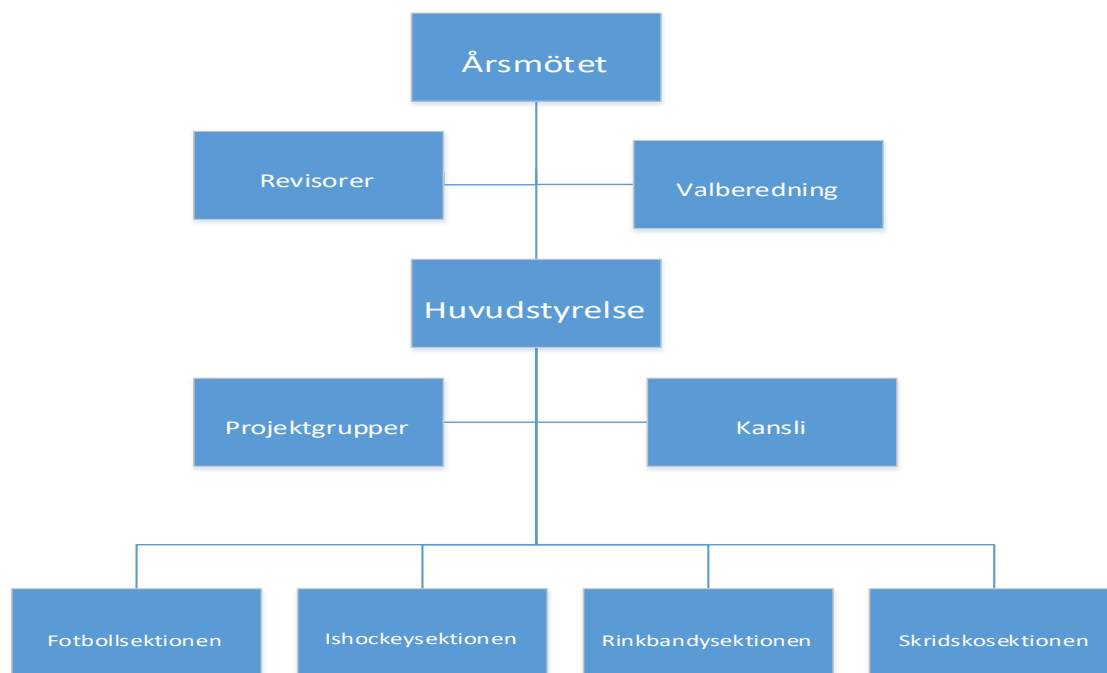 Årsmötet
Revisorer
Valberedning
Huvudstyrelse
Projektgrupper
Kansli
Fotbollsektionen
Ishockeysektionen
Rinkbandysektionen
Skridskosektionen